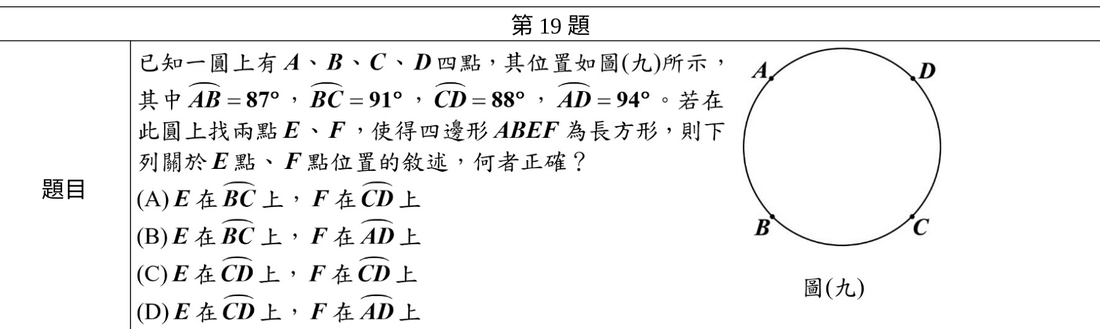 第 19 題
題目
已知一圓上有 A、B、C、D 四點，其位置如圖(九)所示，
其中 AB = 87°，BC = 91°，CD = 88°，AD = 94°。若在
此圓上找兩點 E、F，使得四邊形 ABEF 為長方形，則下
列關於 E 點、F 點位置的敘述，何者正確？
(A) E 在 BC 上，F 在 CD 上
(B) E 在 BC 上，F 在 AD 上
(C) E 在 CD 上，F 在 CD 上
(D) E 在 CD 上，F 在 AD 上
A
D
B
C
圖(九)